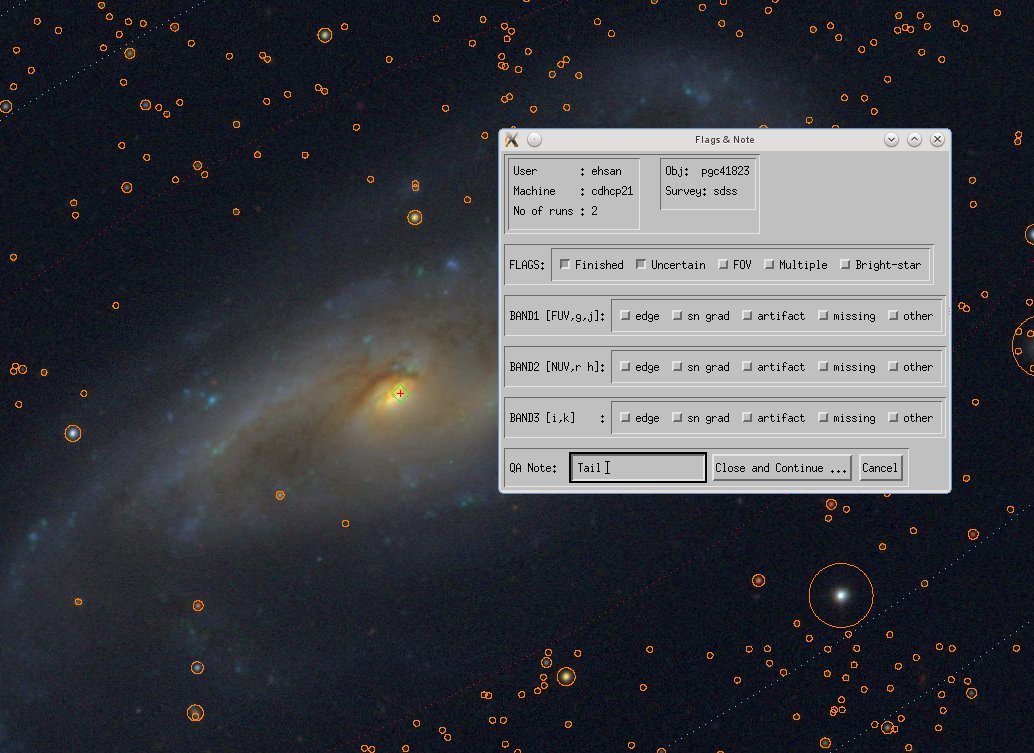 Flags & Note
User : ehsan
Machine : cdhcp21
No of runs : 2
Obj: pgc41823
Survey: sdss
FLAGS: Finished Uncertain FOV Multiple Bright-star
BAND1 [FUV,g,j]: edge sn grad artifact missing other
BAND2 [NUV,r h]: edge sn grad artifact missing other
BAND3 [i,k] : edge sn grad artifact missing other
QA Note: Tail Close and Continue ... Cancel